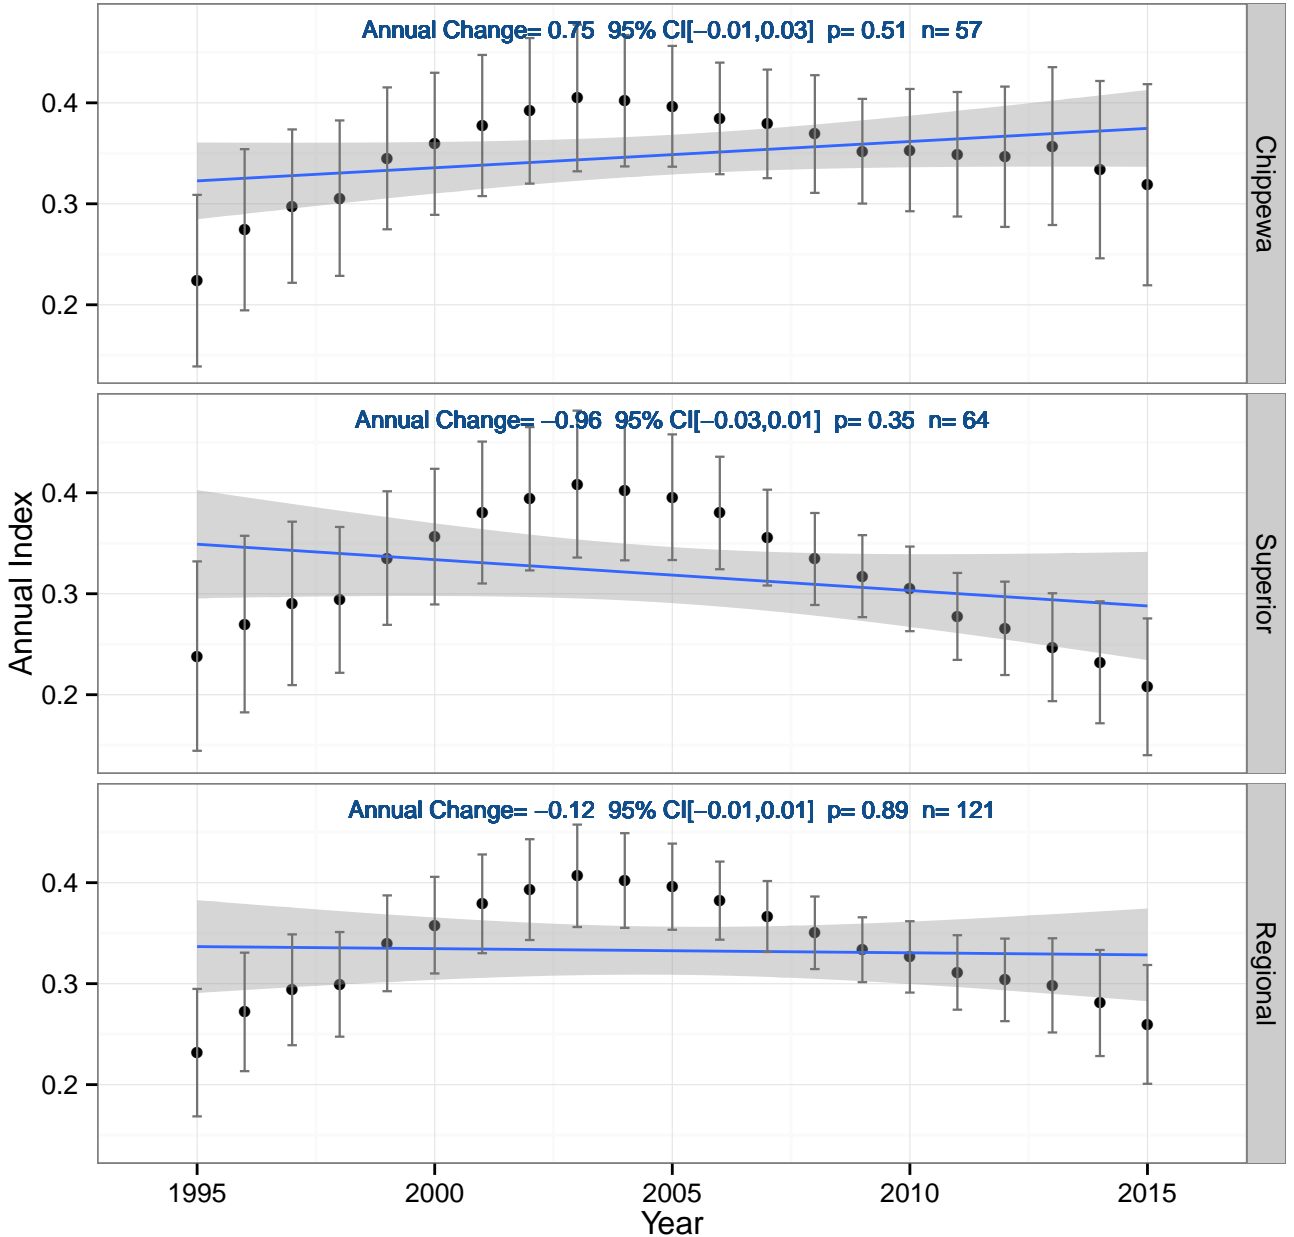 Annual Change= 0.75 95% CI[−0.01,0.03] p= 0.51 n= 57
0.4
0.3
0.2
Chippewa
Annual Change= −0.96 95% CI[−0.03,0.01] p= 0.35 n= 64
0.4
0.3
0.2
Superior
Annual Index
Annual Change= −0.12 95% CI[−0.01,0.01] p= 0.89 n= 121
0.4
0.3
0.2
Regional
1995 2000 2005 2010 2015
Year